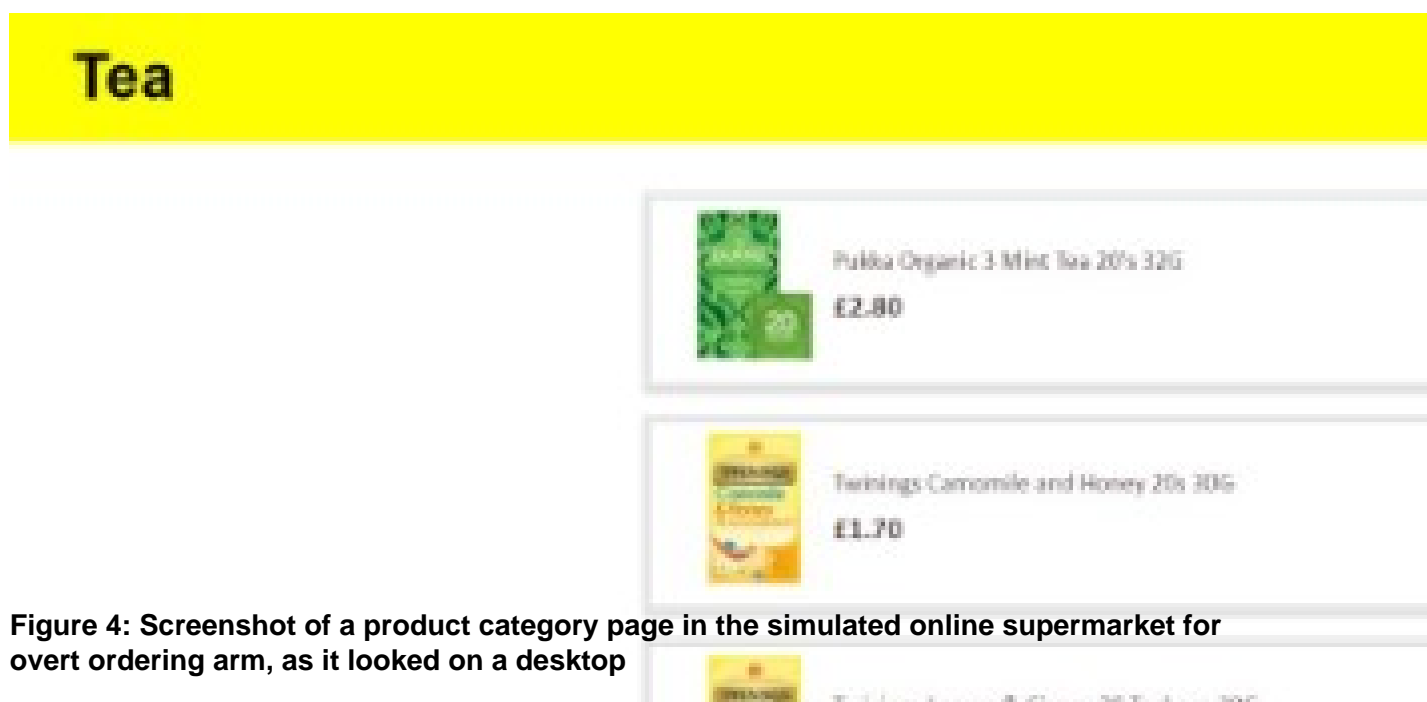 Tea
Pukka Organic 3 Mint Tea 20's 32G
£2.80
20
Twinings Camomile and Honey 20s 30G
£1.70
Figure 4: Screenshot of a product category page in the simulated online supermarket for
overt ordering arm, as it looked on a desktop